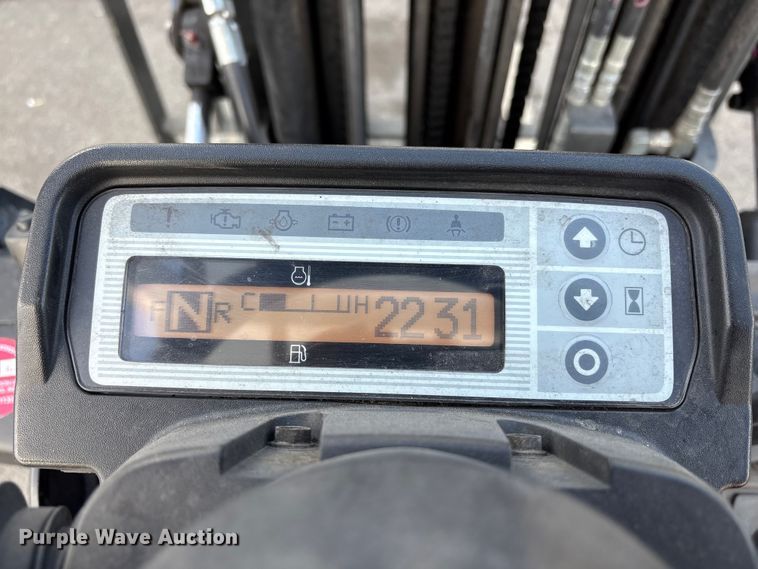 F N R C H 2231
Purple Wave Auction